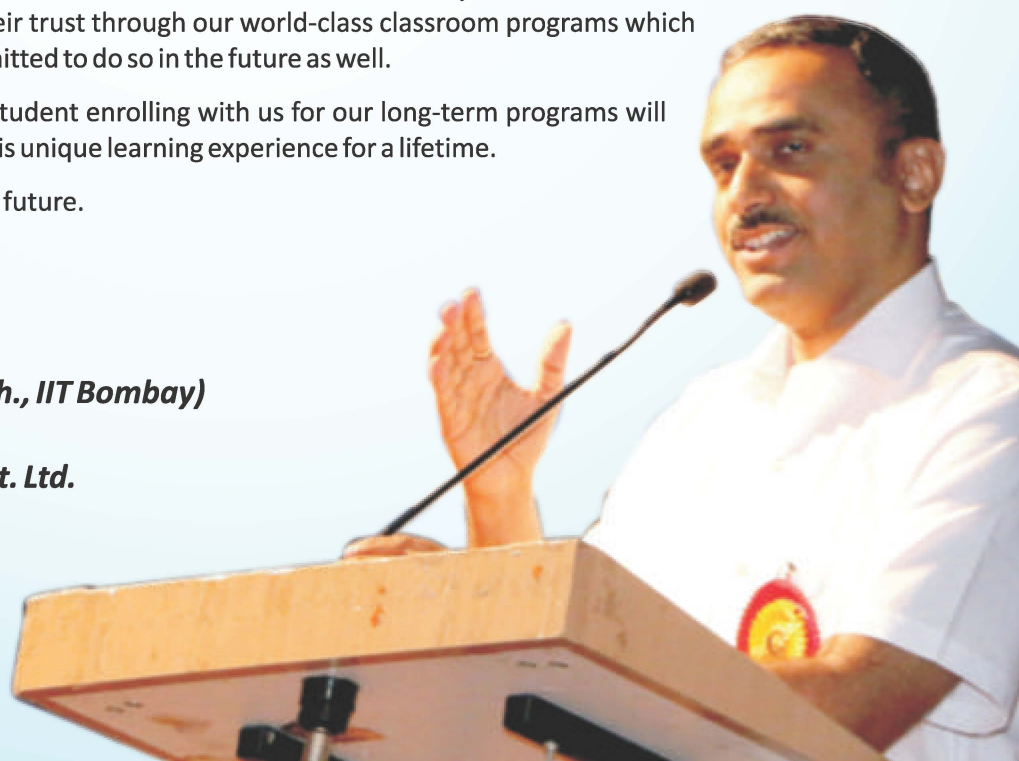 eir trust through our world-class classroom programs which
itted to do so in the future as well.
tudent enrolling with us for our long-term programs will
is unique learning experience for a lifetime.
future.
h., IIT Bombay)
t. Ltd.